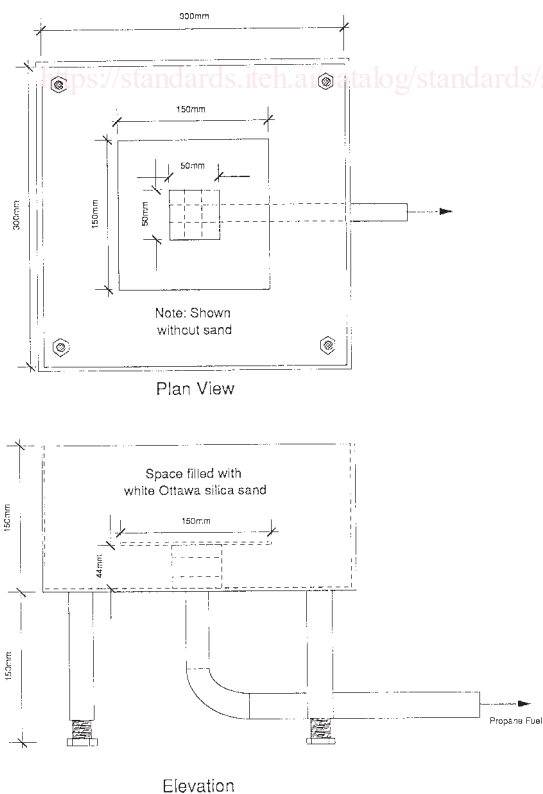 300mm
https://standards.iteh.ai/catalog/standards/s
150mm
50mm
50mm
150mm
300mm
Note: Shown
without sand
Plan View
Space filled with
white Ottawa silica sand
150mm
150mm
44mm
150mm
Propane Fuel
Elevation